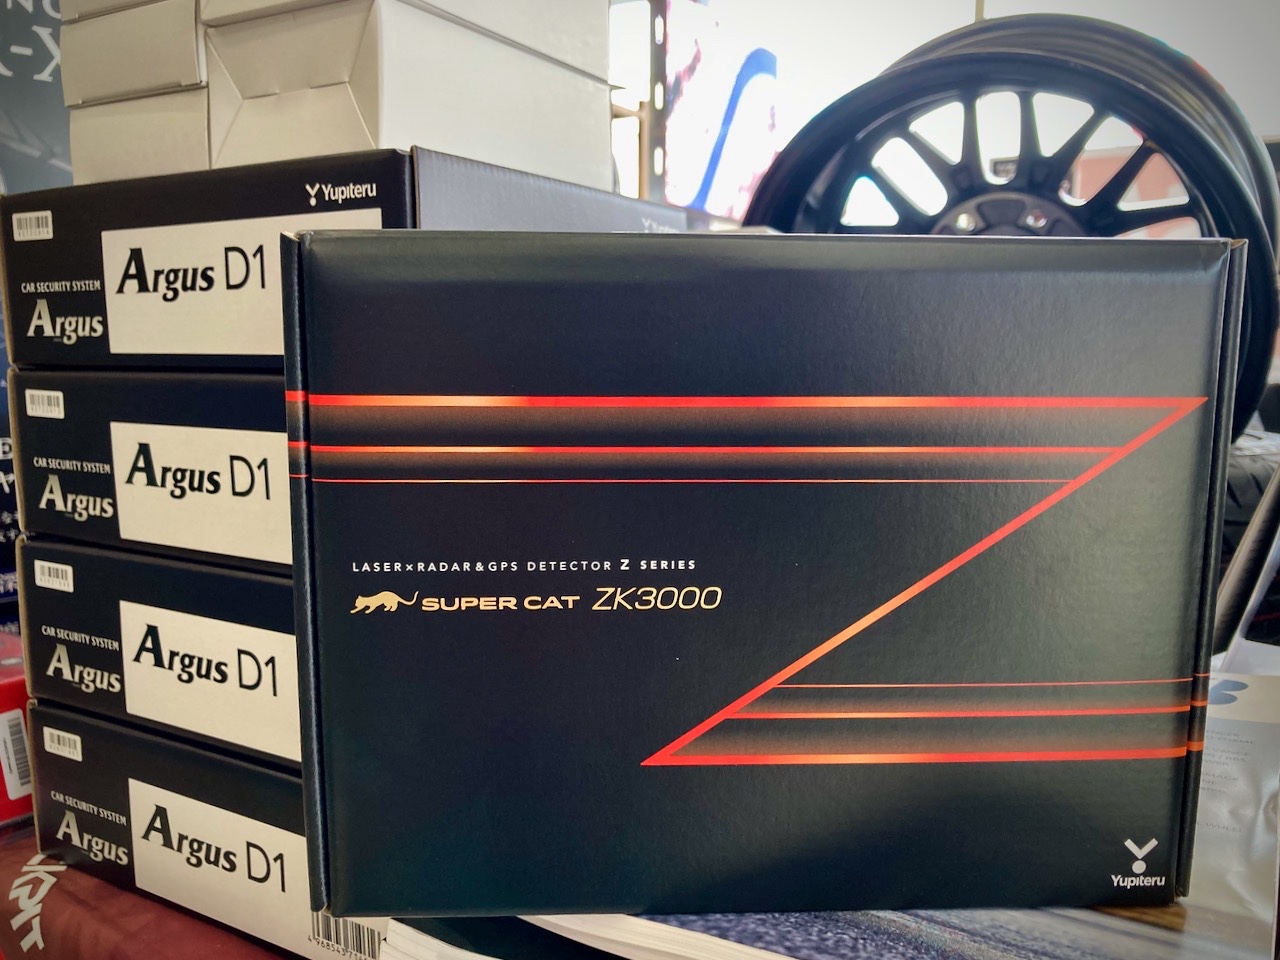 Yupiteru
CAR SECURITY SYSTEM
Argus
Argus D1
CAR SECURITY SYSTEM
Argus
Argus D1
CAR SECURITY SYSTEM
Argus
Argus D1
CAR SECURITY SYSTEM
Argus
Argus D1
LASER×RADAR&GPS DETECTOR Z SERIES
SUPER CAT ZK3000
Yupiteru